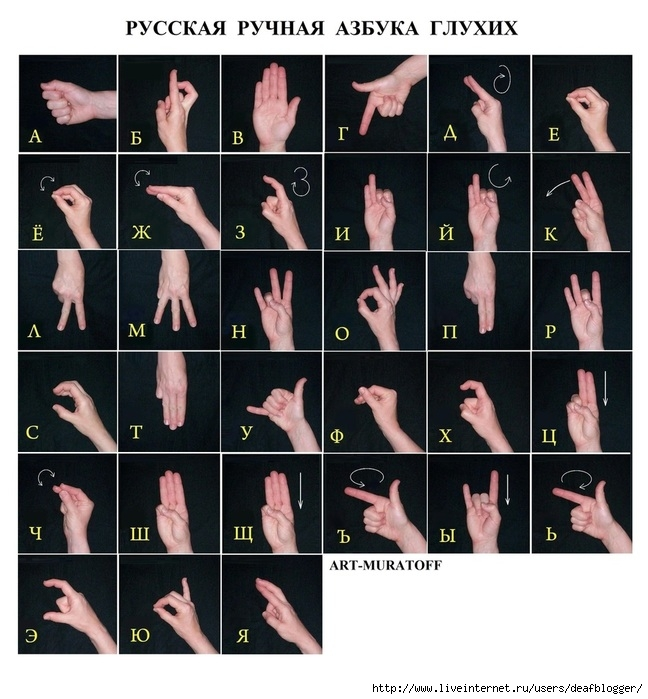 РУССКАЯ РУЧНАЯ АЗБУКА ГЛУХИХ
А Б В Г Д Е
Ё Ж З И Й К
Л М Н О П Р
С Т У Ф Х Ц
Ч Ш Щ Ъ Ы Ь
ART-MURATOFF
Э Ю Я
http://www.liveinternet.ru/users/deafblogger/